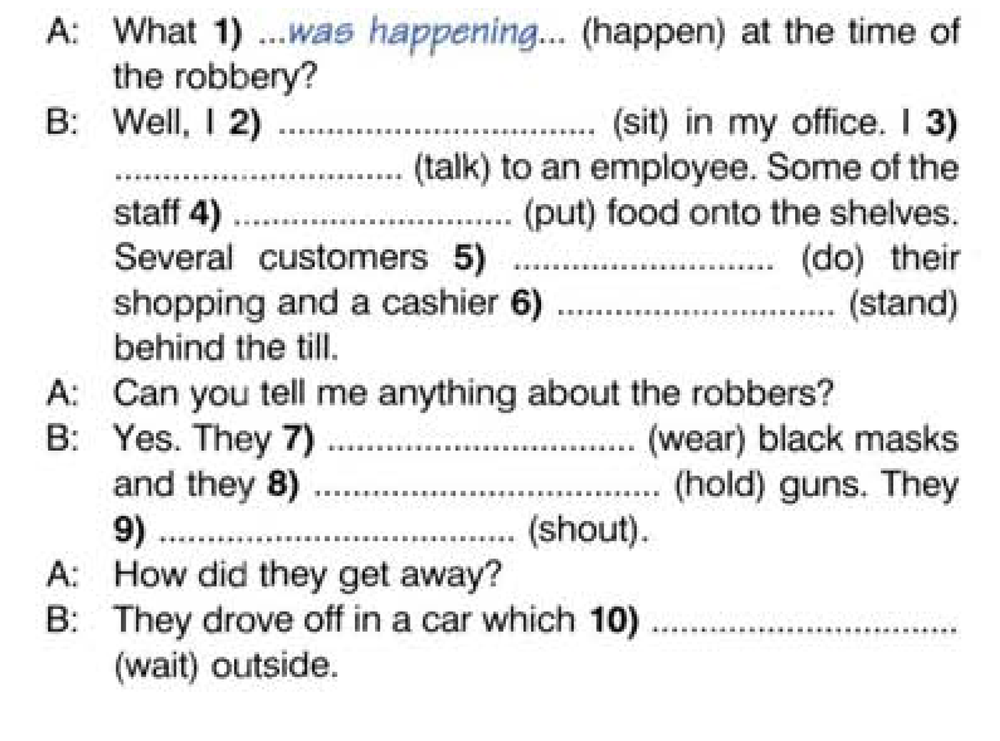 A: What 1) ...was happening... (happen) at the time of
the robbery?
B: Well, I 2) ................................ (sit) in my office. I 3)
............................. (talk) to an employee. Some of the
staff 4) ............................ (put) food onto the shelves.
Several customers 5) .......................... (do) their
shopping and a cashier 6) ............................ (stand)
behind the till.
A: Can you tell me anything about the robbers?
B: Yes. They 7) ............................... (wear) black masks
and they 8) ................................... (hold) guns. They
9) .................................... (shout).
A: How did they get away?
B: They drove off in a car which 10) ...............................
(wait) outside.